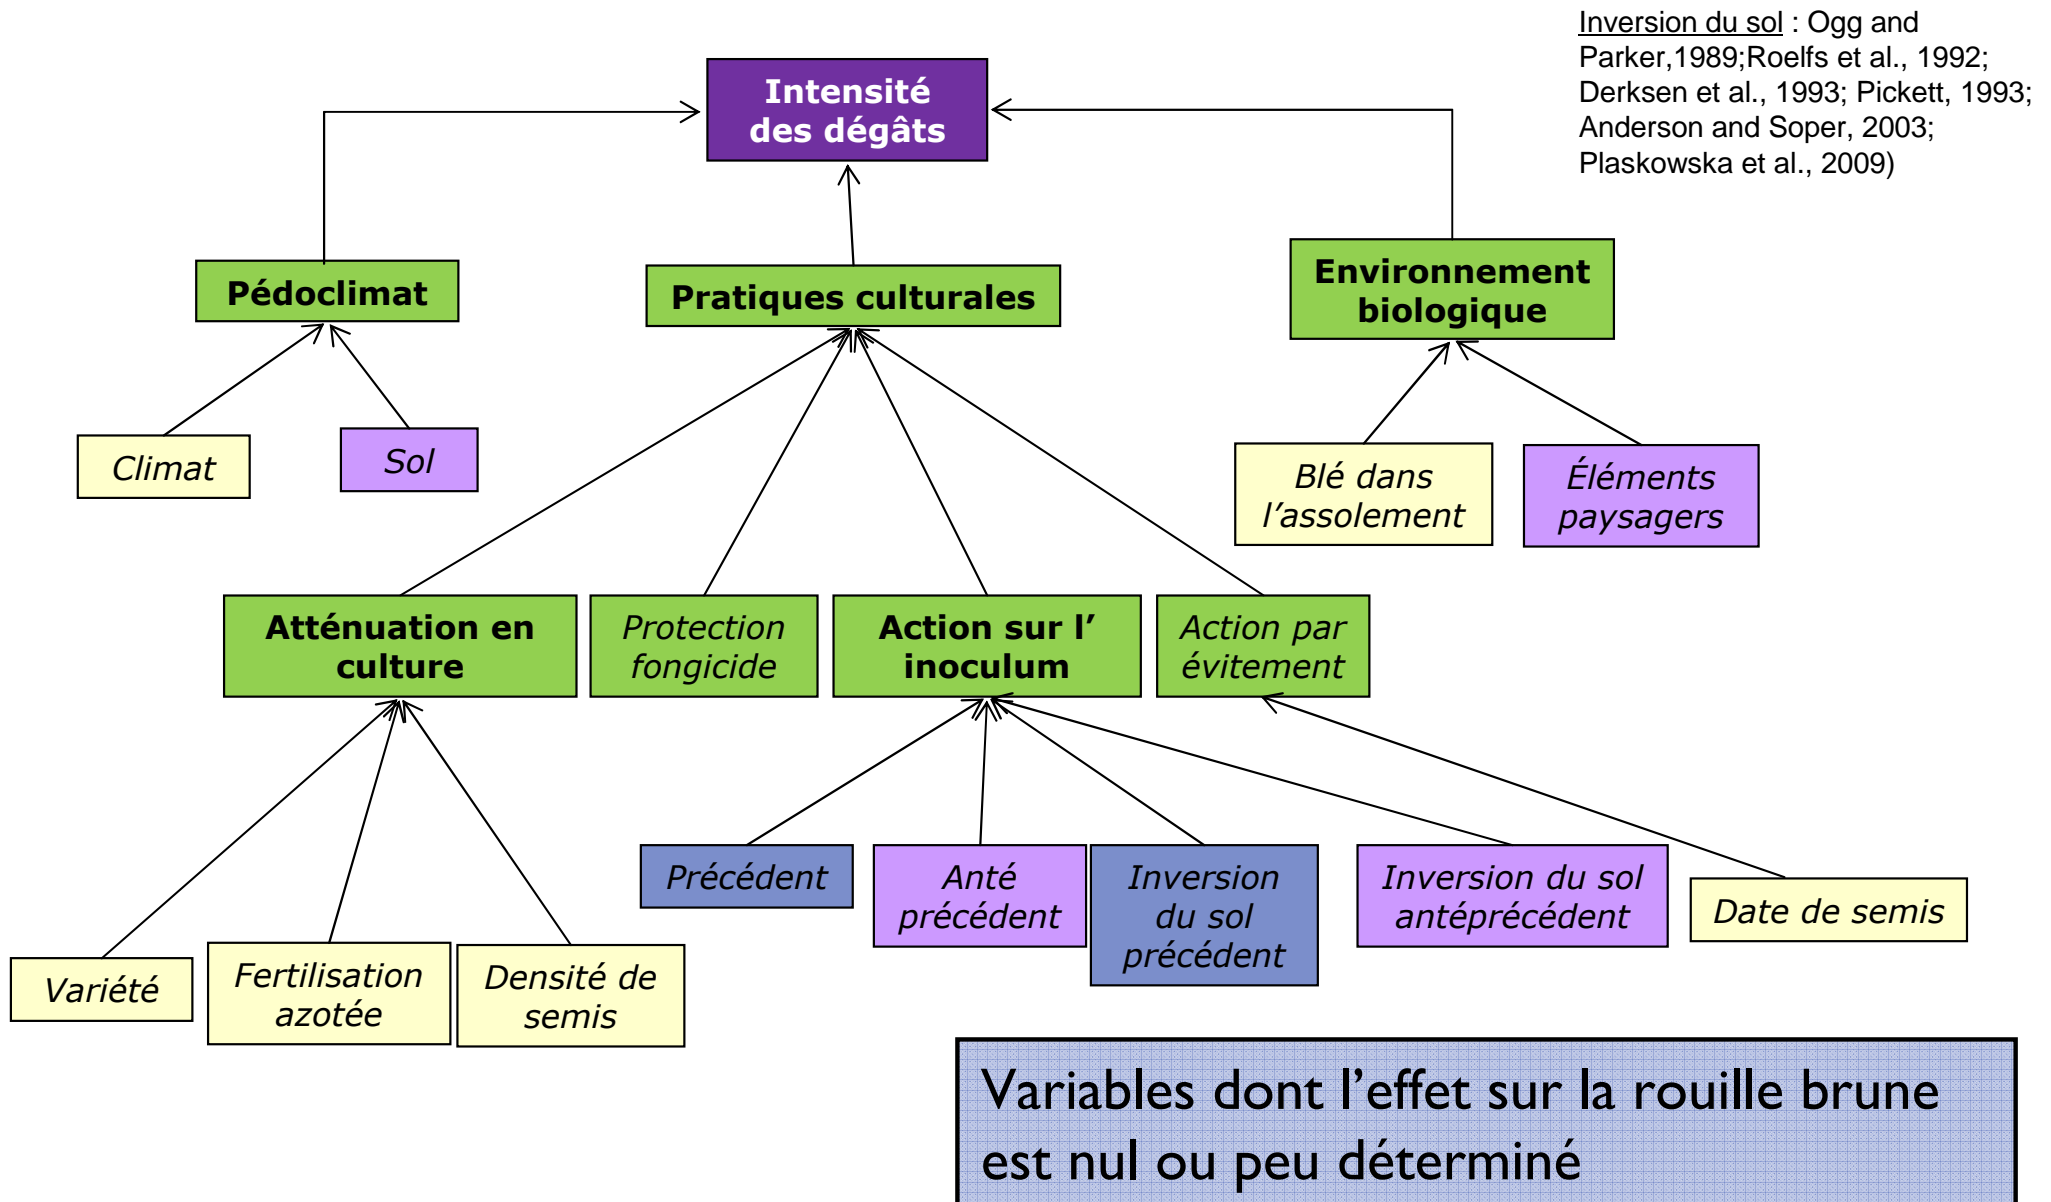 Inversion du sol : Ogg and
Parker,1989;Roelfs et al., 1992;
Derksen et al., 1993; Pickett, 1993;
Anderson and Soper, 2003;
Plaskowska et al., 2009)
Intensité
des dégâts
Pédoclimat
Pratiques culturales
Environnement
biologique
Climat
Sol
Blé dans
l’assolement
Éléments
paysagers
Atténuation en
culture
Protection
fongicide
Action sur l’
inoculum
Action par
évitement
Précédent
Anté
précédent
Inversion
du sol
précédent
Inversion du sol
antéprécédent
Date de semis
Variété
Fertilisation
azotée
Densité de
semis
Variables dont l’effet sur la rouille brune
est nul ou peu déterminé